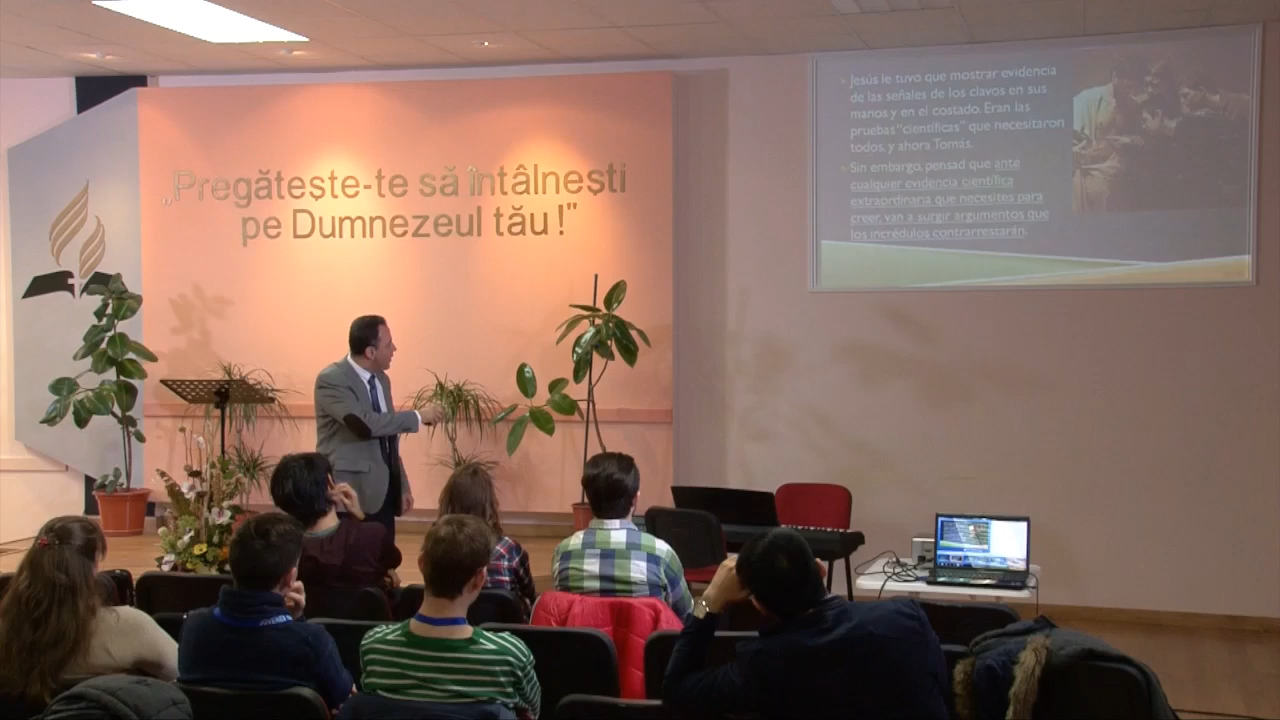 „Pregătește-te să întâlnești
pe Dumnezeul tău !"
Jesús le tuvo que mostrar evidencia
de las señales de los clavos en sus
manos y en el costado. Eran las
pruebas "científicas" que necesitaron
todos, y ahora Tomás.
Sin embargo, pensad que ante
cualquier evidencia científica
extraordinaria que necesites para
creer, van a surgir argumentos que
los incrédulos contrarrestarán.